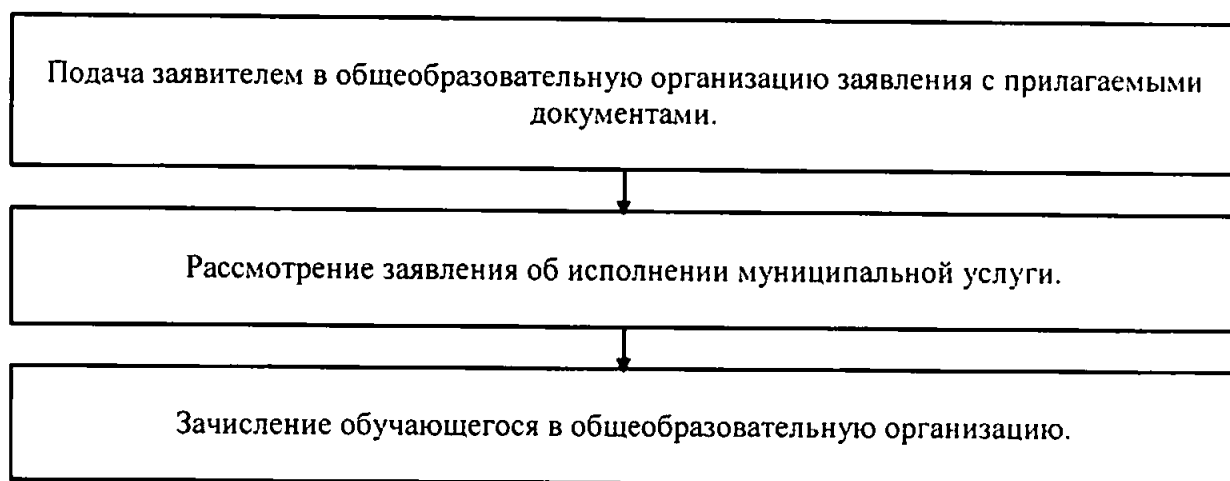 Подача заявителем в общеобразовательную организацию заявления с прилагаемыми
документами.
Рассмотрение заявления об исполнении муниципальной услуги.
Зачисление обучающегося в общеобразовательную организацию.